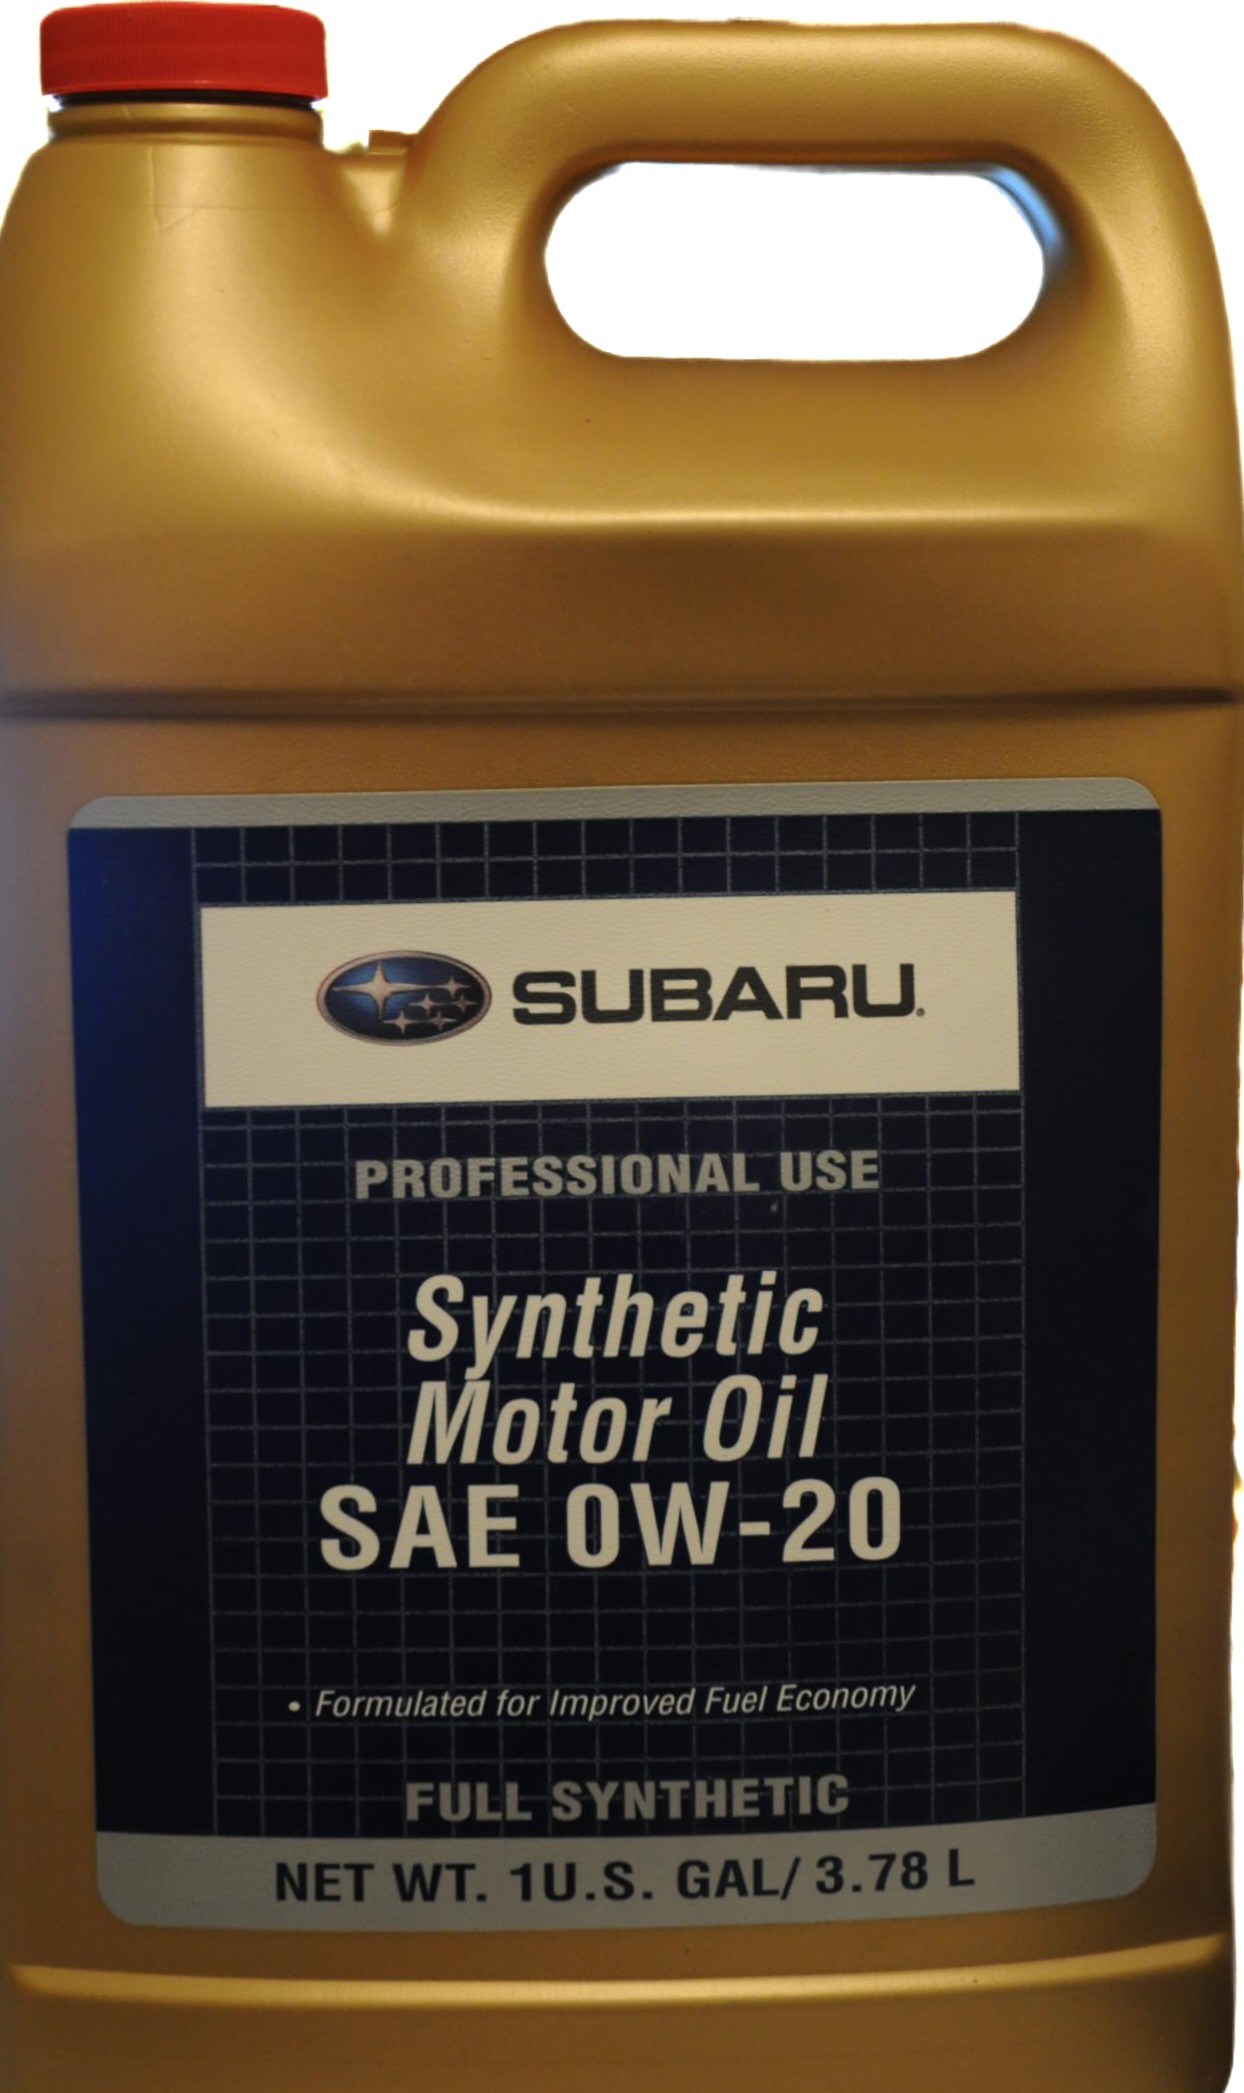 SUBARU®
PROFESSIONAL USE
Synthetic
Motor Oil
SAE 0W-20
• Formulated for Improved Fuel Economy
FULL SYNTHETIC
NET WT. 1U.S. GAL/ 3.78 L